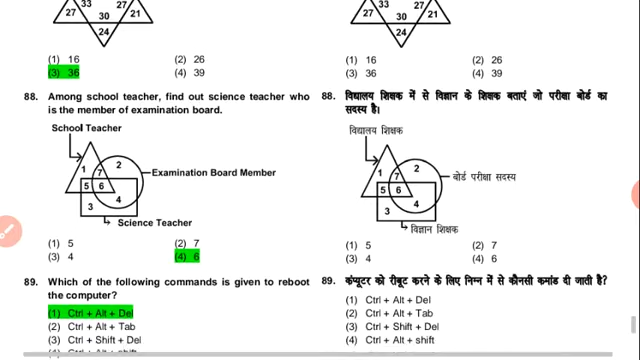 33
27
27
30
21
24
(1) 16
(2) 26
(3) 36
(4) 39
88. Among school teacher, find out science teacher who
is the member of examination board.
School Teacher
1
7
2
Examination Board Member
5
6
4
3
Science Teacher
(1) 5
(2) 7
(3) 4
(4) 6
89. Which of the following commands is given to reboot
the computer?
(1) Ctrl + Alt + Del
(2) Ctrl + Alt + Tab
(3) Ctrl + Shift + Del
33
27
27
30
21
24
(1) 16
(2) 26
(3) 36
(4) 39
88. विद्यालय शिक्षक में से विज्ञान के शिक्षक बताएं जो परीक्षा बोर्ड का
सदस्य है।
विद्यालय शिक्षक
1
7
2
बोर्ड परीक्षा सदस्य
5
6
4
3
विज्ञान शिक्षक
(1) 5
(2) 7
(3) 4
(4) 6
89. कंप्यूटर को रीबूट करने के लिए निम्न में से कौनसी कमांड दी जाती है?
(1) Ctrl + Alt + Del
(2) Ctrl + Alt + Tab
(3) Ctrl + Shift + Del
(4) Ctrl + Alt + shift